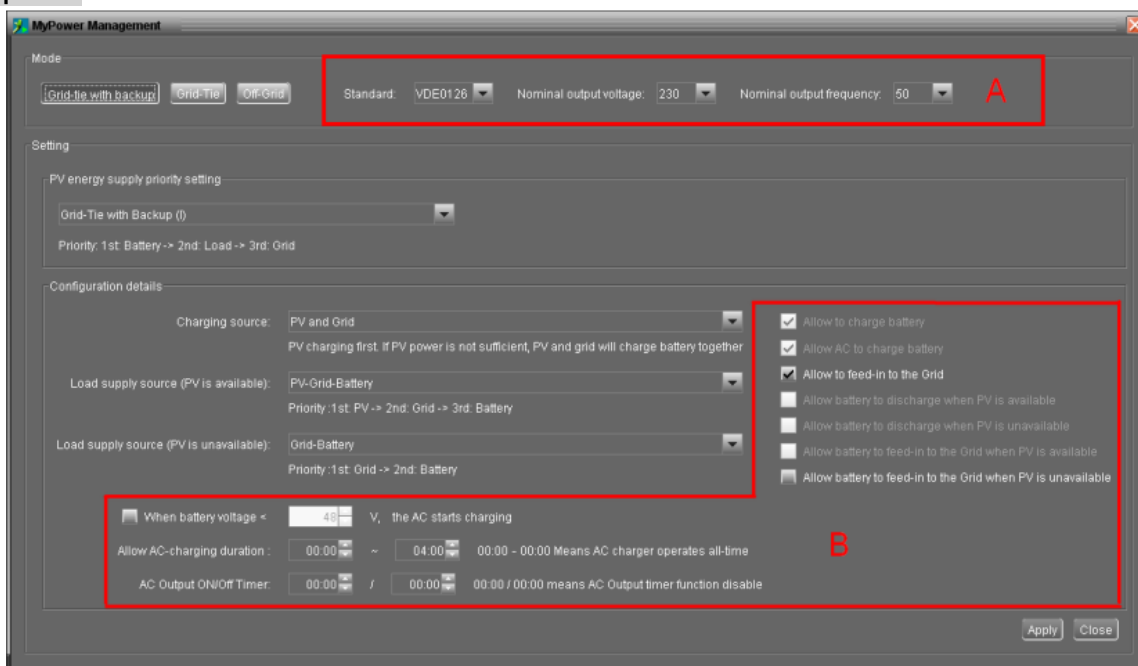 MyPower Management
Mode
Grid-tie with backup Grid-Tie Off-Grid Standard: VDE0126 Nominal output voltage: 230 Nominal output frequency: 50 A
Setting
PV energy supply priority setting
Grid-Tie with Backup (I)
Priority: 1st: Battery -> 2nd: Load -> 3rd: Grid
Configuration details
Charging source: PV and Grid Allow to charge battery
PV charging first. If PV power is not sufficient, PV and grid will charge battery together Allow AC to charge battery
Allow to feed-in to the Grid
Load supply source (PV is available): PV-Grid-Battery
Allow battery to discharge when PV is available
Priority :1st: PV -> 2nd: Grid -> 3rd: Battery
Allow battery to discharge when PV is unavailable
Load supply source (PV is unavailable): Grid-Battery
Allow battery to feed-in to the Grid when PV is available
Priority :1st: Grid -> 2nd: Battery
Allow battery to feed-in to the Grid when PV is unavailable
When battery voltage < 48 V, the AC starts charging
Allow AC-charging duration : 00:00 ~ 04:00 00:00 - 00:00 Means AC charger operates all-time B
AC Output ON/Off Timer: 00:00 / 00:00 00:00 / 00:00 means AC Output timer function disable
Apply Close